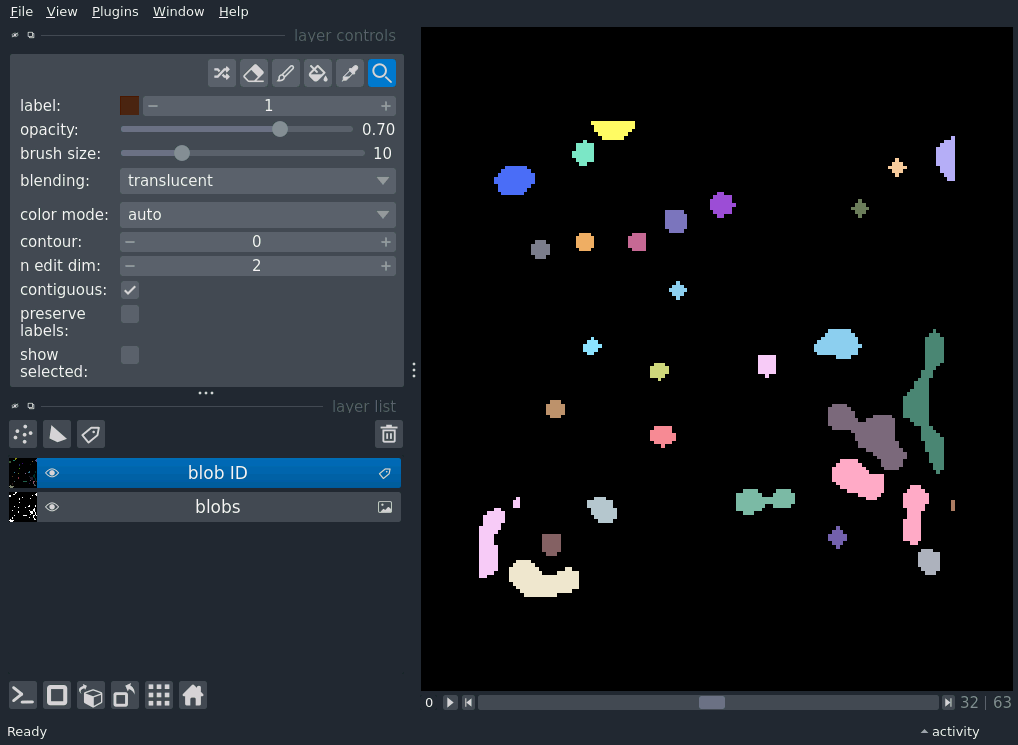 File View Plugins Window Help
layer controls
label: 1
opacity: 0.70
brush size: 10
blending: translucent
color mode: auto
contour: 0
n edit dim: 2
contiguous:
preserve
labels:
show
selected:
layer list
blob ID
blobs
0 32 | 63
Ready activity